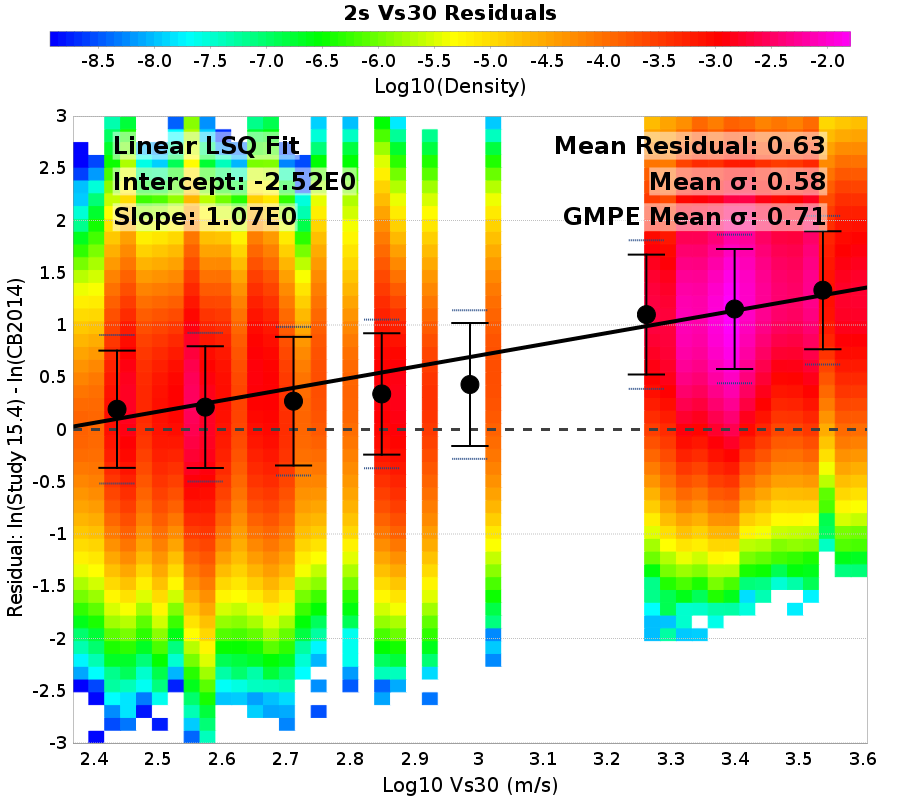 2s Vs30 Residuals
-8.5 -8.0 -7.5 -7.0 -6.5 -6.0 -5.5 -5.0 -4.5 -4.0 -3.5 -3.0 -2.5 -2.0
Log10(Density)
Linear LSQ Fit
Intercept: -2.52E0
Slope: 1.07E0
Mean Residual: 0.63
Mean σ: 0.58
GMPE Mean σ: 0.71
Residual: ln(Study 15.4) - ln(CB2014)
3
2.5
2
1.5
1
0.5
0
-0.5
-1
-1.5
-2
-2.5
-3
2.4 2.5 2.6 2.7 2.8 2.9 3 3.1 3.2 3.3 3.4 3.5 3.6
Log10 Vs30 (m/s)